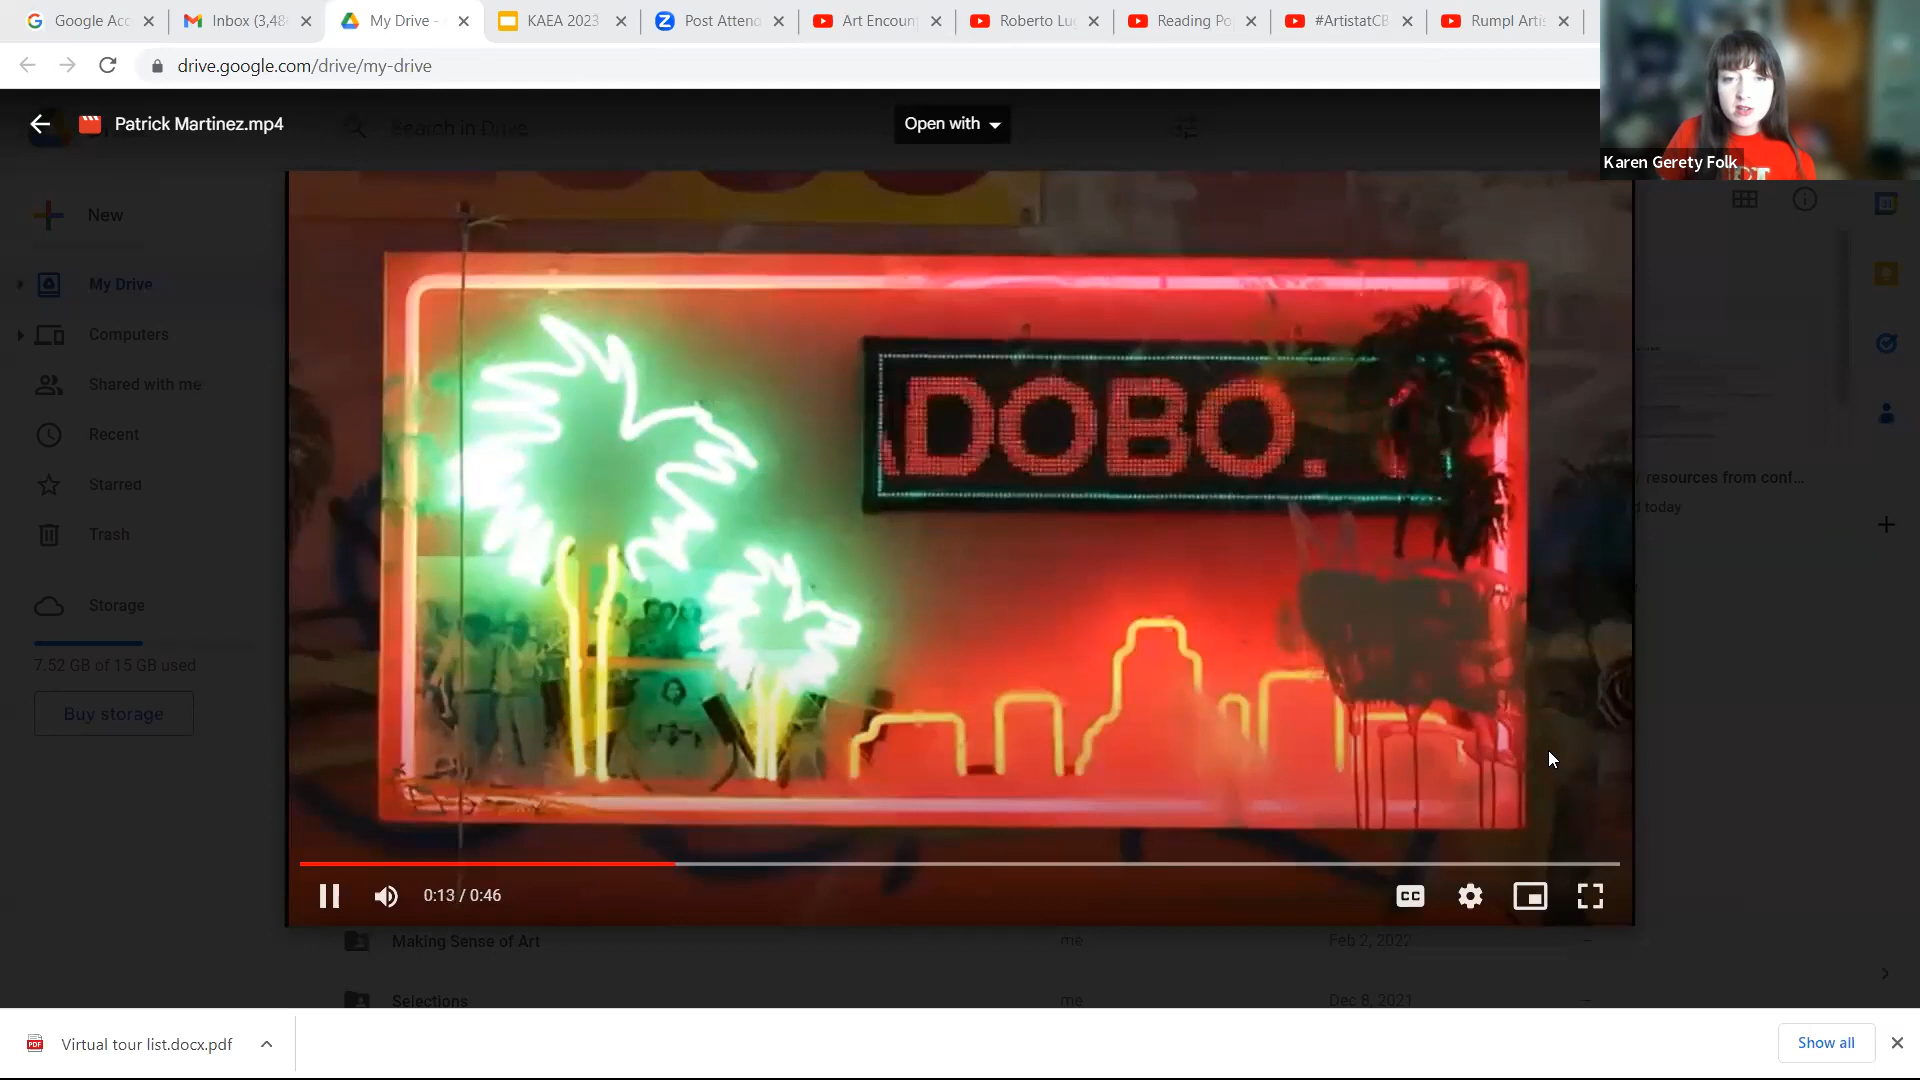 Google Acc
Inbox (3,48
My Drive -
KAEA 2023
Post Attend
Art Encoun
Roberto Lug
Reading Po
#ArtistatCB
Rumpl Artis
drive.google.com/drive/my-drive
Patrick Martinez.mp4
Search in Drive
Open with
Karen Gerety Folk
New
My Drive
Computers
Shared with me
Recent
Starred
Trash
Storage
7.52 GB of 15 GB used
Buy storage
ADOBO.
resources from conf...
d today
0:13 / 0:46
CC
Making Sense of Art
me
Feb 2, 2022
–
Selections
me
Dec 8, 2021
–
PDF
Virtual tour list.docx.pdf
Show all